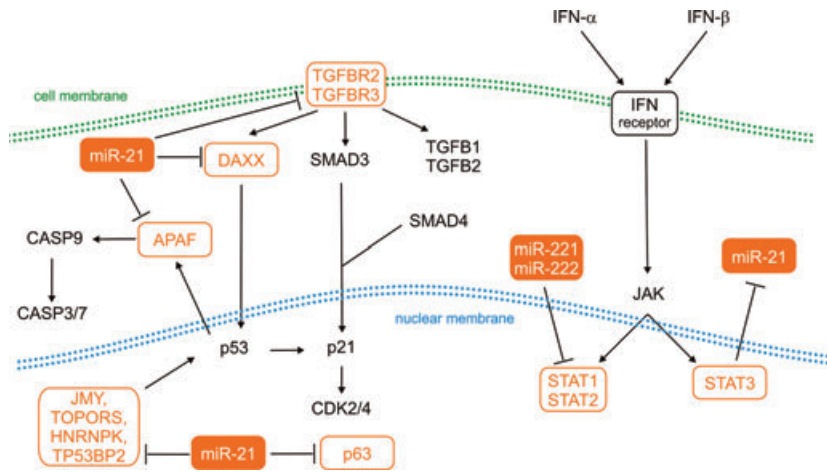 IFN-α
IFN-β
TGFBR2
TGFBR3
cell membrane
IFN
receptor
miR-21
DAXX
SMAD3
TGFB1
TGFB2
CASP9
APAF
SMAD4
miR-221
miR-222
miR-21
CASP3/7
JAK
nuclear membrane
p53
p21
STAT1
STAT2
STAT3
JMY,
TOPORS,
HNRNPK,
TP53BP2
CDK2/4
miR-21
p63